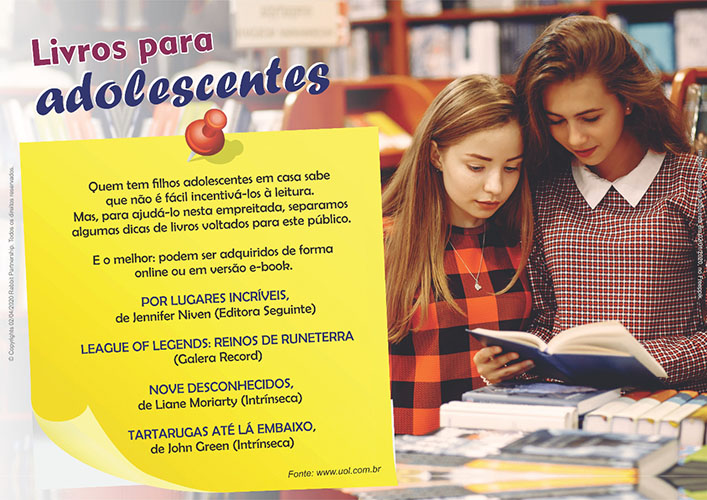 Livros para
adolescentes
Quem tem filhos adolescentes em casa sabe
que não é fácil incentivá-los à leitura.
Mas, para ajudá-lo nesta empreitada, separamos
algumas dicas de livros voltados para este público.
E o melhor: podem ser adquiridos de forma
online ou em versão e-book.
POR LUGARES INCRÍVEIS,
de Jennifer Niven (Editora Seguinte)
LEAGUE OF LEGENDS: REINOS DE RUNETERRA
(Galera Record)
NOVE DESCONHECIDOS,
de Liane Moriarty (Intrínseca)
TARTARUGAS ATÉ LÁ EMBAIXO,
de John Green (Intrínseca)
Fonte: www.uol.com.br
Todos os direitos reservados.